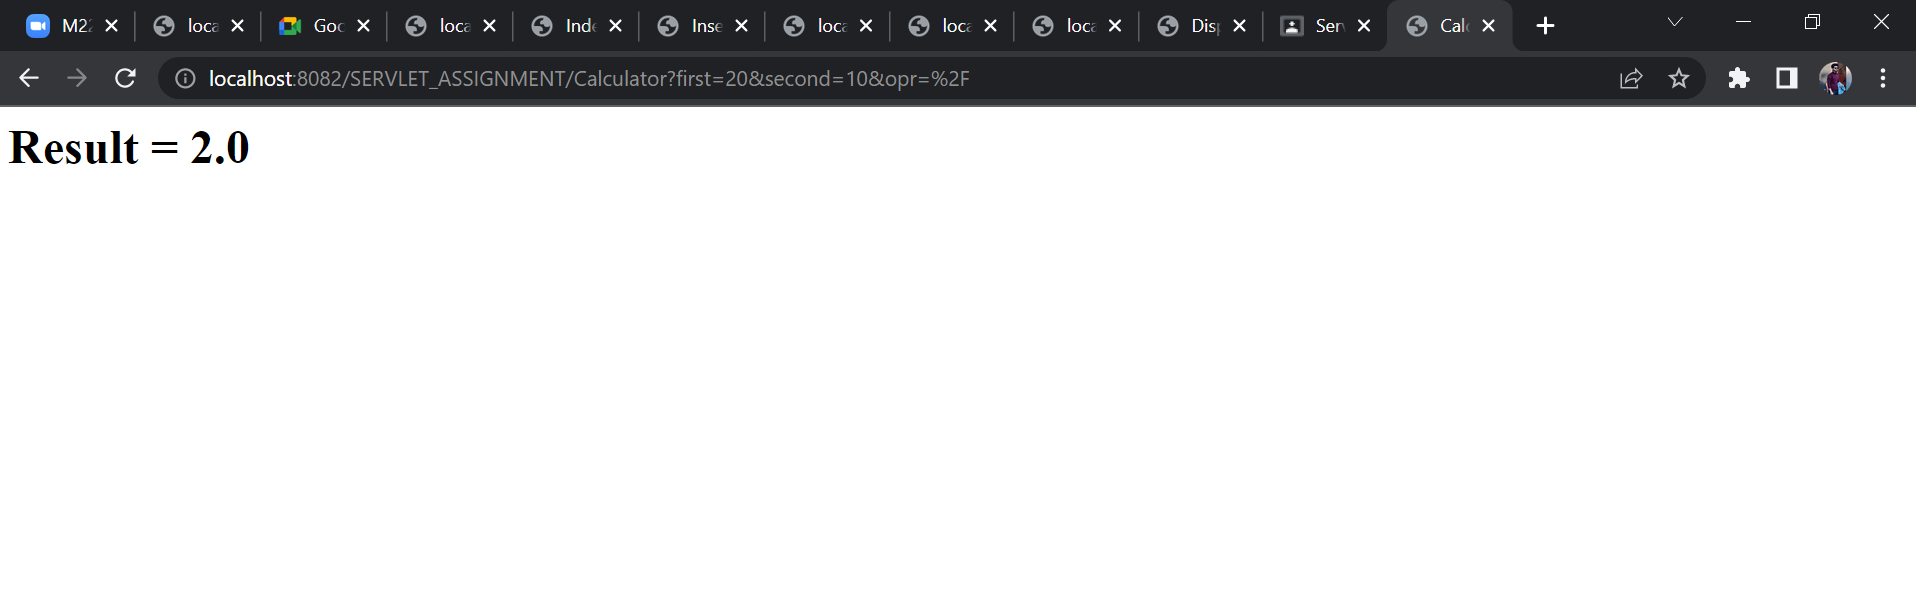 M22 loca Goo loca Inde Inse loca loca loca Disp Serv Calc
localhost:8082/SERVLET_ASSIGNMENT/Calculator?first=20&second=10&opr=%2F
Result = 2.0